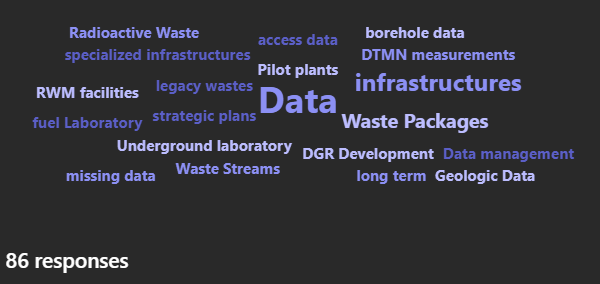 Radioactive Waste
borehole data
access data
specialized infrastructures
DTMN measurements
Pilot plants
infrastructures
legacy wastes
RWM facilities
Data
strategic plans
fuel Laboratory
Waste Packages
Underground laboratory
DGR Development
Data management
Waste Streams
missing data
long term
Geologic Data
86 responses